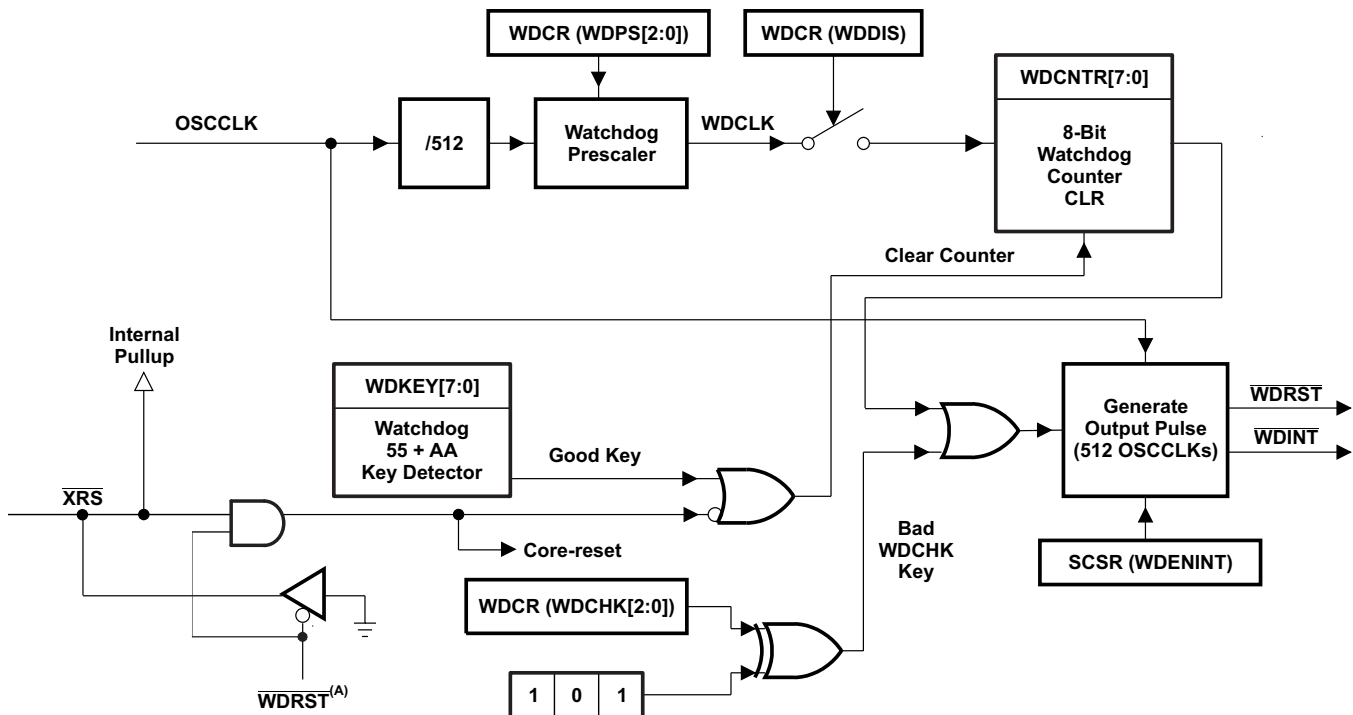 WDCR (WDPS[2:0])
WDCR (WDDIS)
WDCNTR[7:0]
OSCCLK
/512
Watchdog
Prescaler
WDCLK
8-Bit
Watchdog
Counter
CLR
Clear Counter
Internal
Pullup
WDKEY[7:0]
Watchdog
55 + AA
Key Detector
Good Key
Generate
Output Pulse
(512 OSCCLKs)
WDRST
WDINT
XRS
Core-reset
Bad
WDCHK
Key
SCSR (WDENINT)
WDCR (WDCHK[2:0])
WDRST(A)
1 0 1